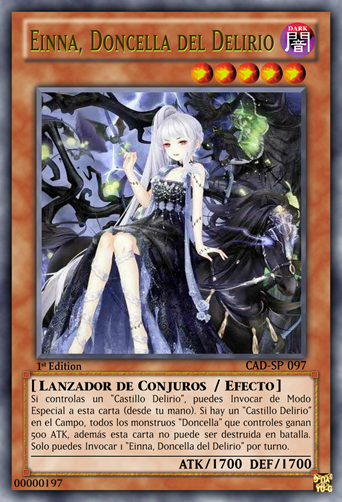 Einna, Doncella del Delirio
DARK
闇
1st Edition
CAD-SP 097
[Lanzador de Conjuros / Efecto]
Si controlas un "Castillo Delirio", puedes Invocar de Modo
Especial a esta carta (desde tu mano). Si hay un "Castillo Delirio"
en el Campo, todos los monstruos "Doncella" que controles ganan
500 ATK, además esta carta no puede ser destruida en batalla.
Solo puedes Invocar 1 "Einna, Doncella del Delirio" por turno.
ATK/1700 DEF/1700
00000197